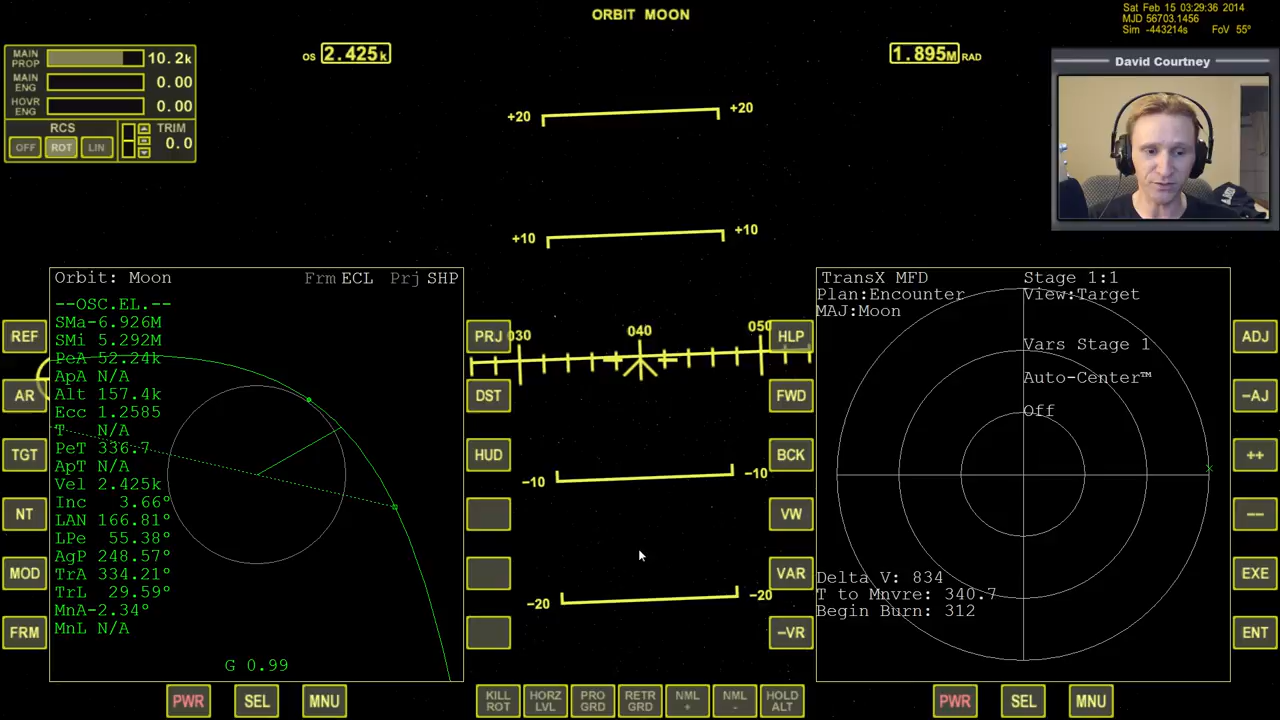 ORBIT MOON
Sat Feb 15 03:29:36 2014
MJD 56703.1456
Sim -443214s FoV 55°
MAIN PROP 10.2k
MAIN ENG 0.00
HOVR ENG 0.00
RCS TRIM
OFF ROT LIN 0.0
OS 2.425k
1.895M RAD
David Courtney
+20 +20
+10 +10
030 040 050
-10 -10
-20 -20
Orbit: Moon Frm ECL Prj SHP
--OSC.EL.--
SMa-6.926M
SMi 5.292M
PeA 52.24k
ApA N/A
Alt 157.4k
Ecc 1.2585
T N/A
PeT 336.7
ApT N/A
Vel 2.425k
Inc 3.66°
LAN 166.81°
LPe 55.38°
AgP 248.57°
TrA 334.21°
TrL 29.59°
MnA-2.34°
MnL N/A
G 0.99
REF
AR
TGT
NT
MOD
FRM
PRJ
DST
HUD
PWR SEL MNU
KILL ROT
HORZ LVL
PRO GRD
RETR GRD
NML +
NML -
HOLD ALT
TransX MFD Stage 1:1
Plan:Encounter View:Target
MAJ:Moon
Vars Stage 1
Auto-Center™
Off
Delta V: 834
T to Mnvre: 340.7
Begin Burn: 312
HLP
FWD
BCK
VW
VAR
-VR
ADJ
-AJ
++
--
EXE
ENT
PWR SEL MNU